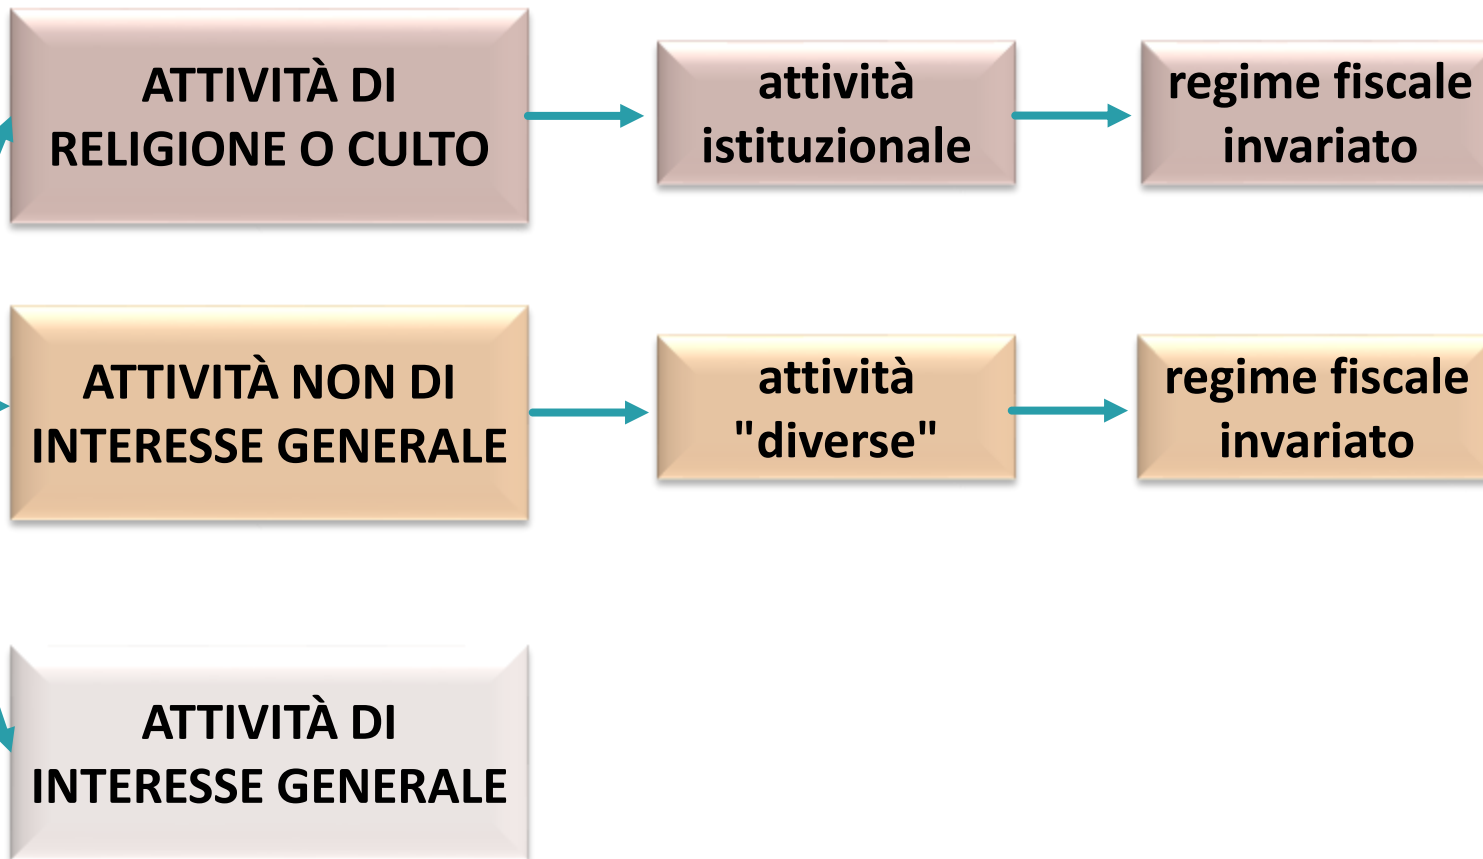 ATTIVITÀ DI
RELIGIONE O CULTO
attività
istituzionale
regime fiscale
invariato
ATTIVITÀ NON DI
INTERESSE GENERALE
attività
"diverse"
regime fiscale
invariato
ATTIVITÀ DI
INTERESSE GENERALE